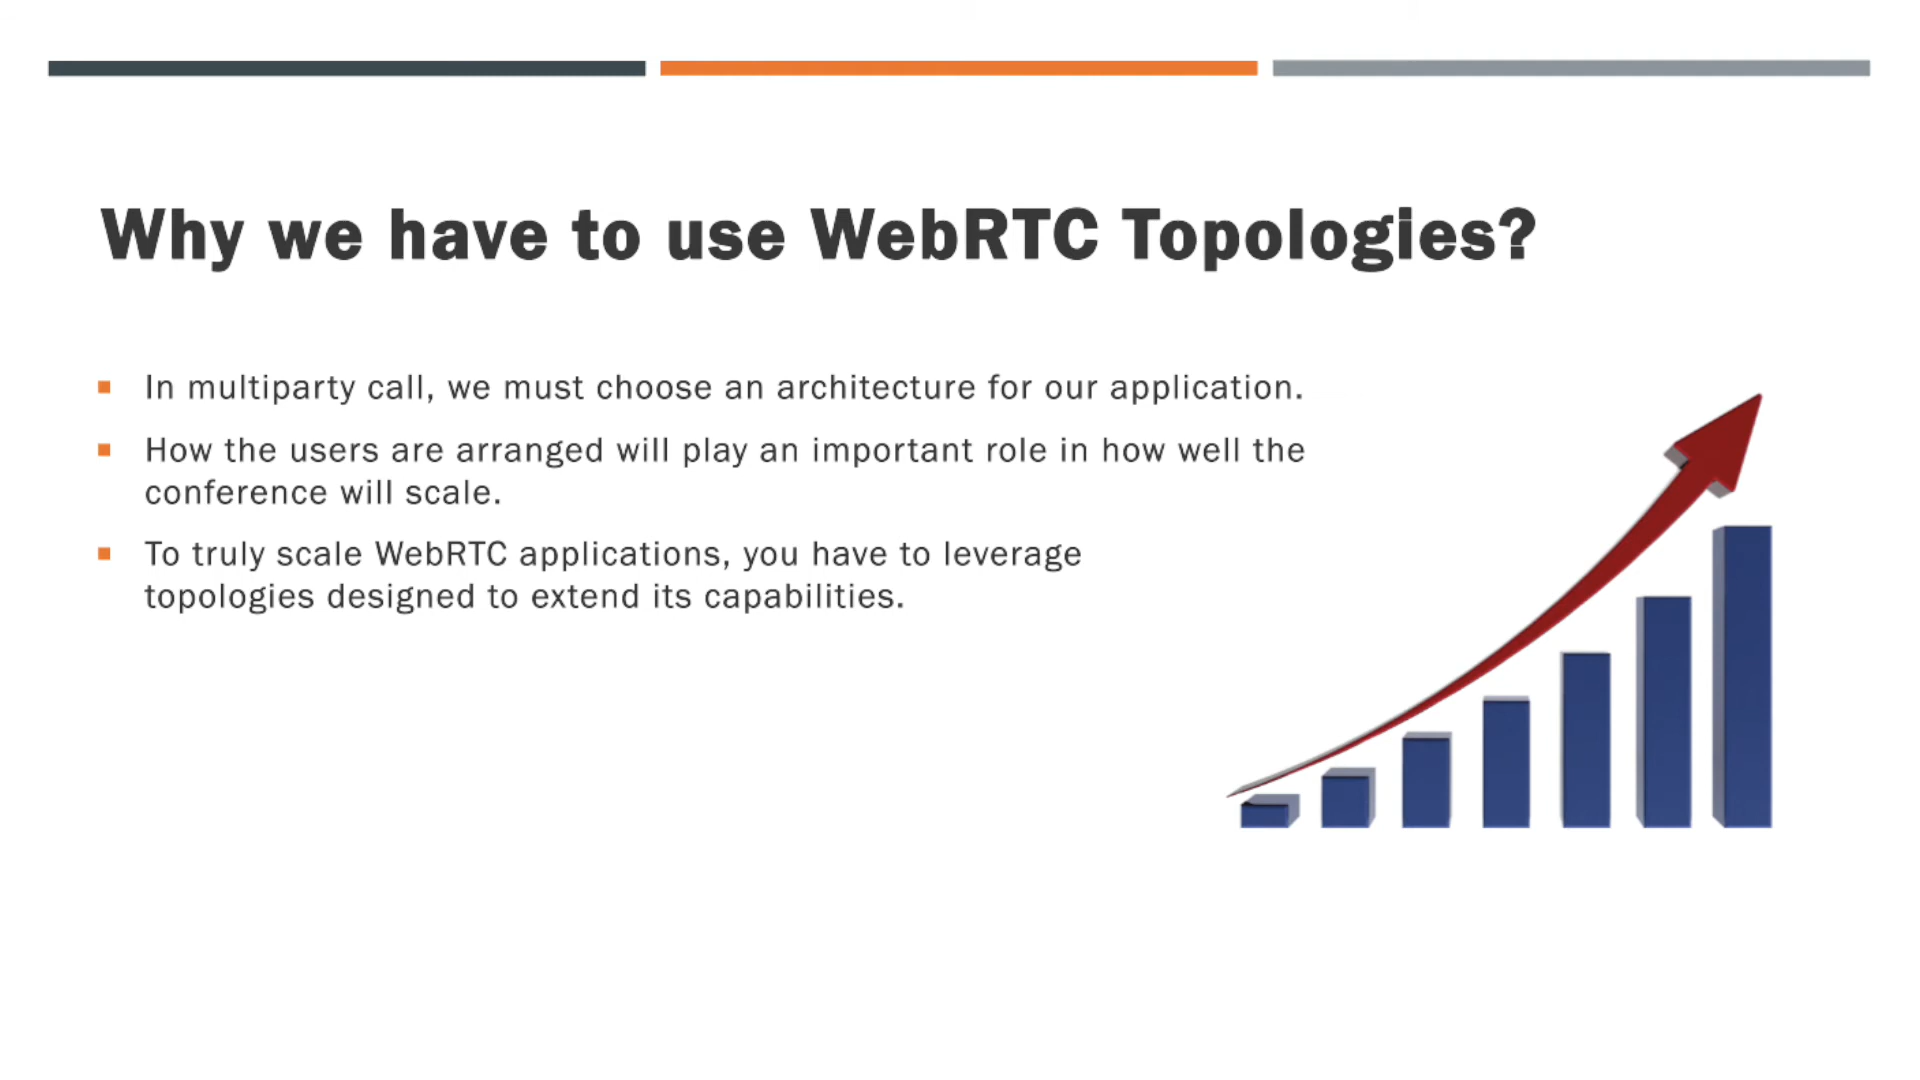 Why we have to use WebRTC Topologies?
In multiparty call, we must choose an architecture for our application.
How the users are arranged will play an important role in how well the
conference will scale.
To truly scale WebRTC applications, you have to leverage
topologies designed to extend its capabilities.